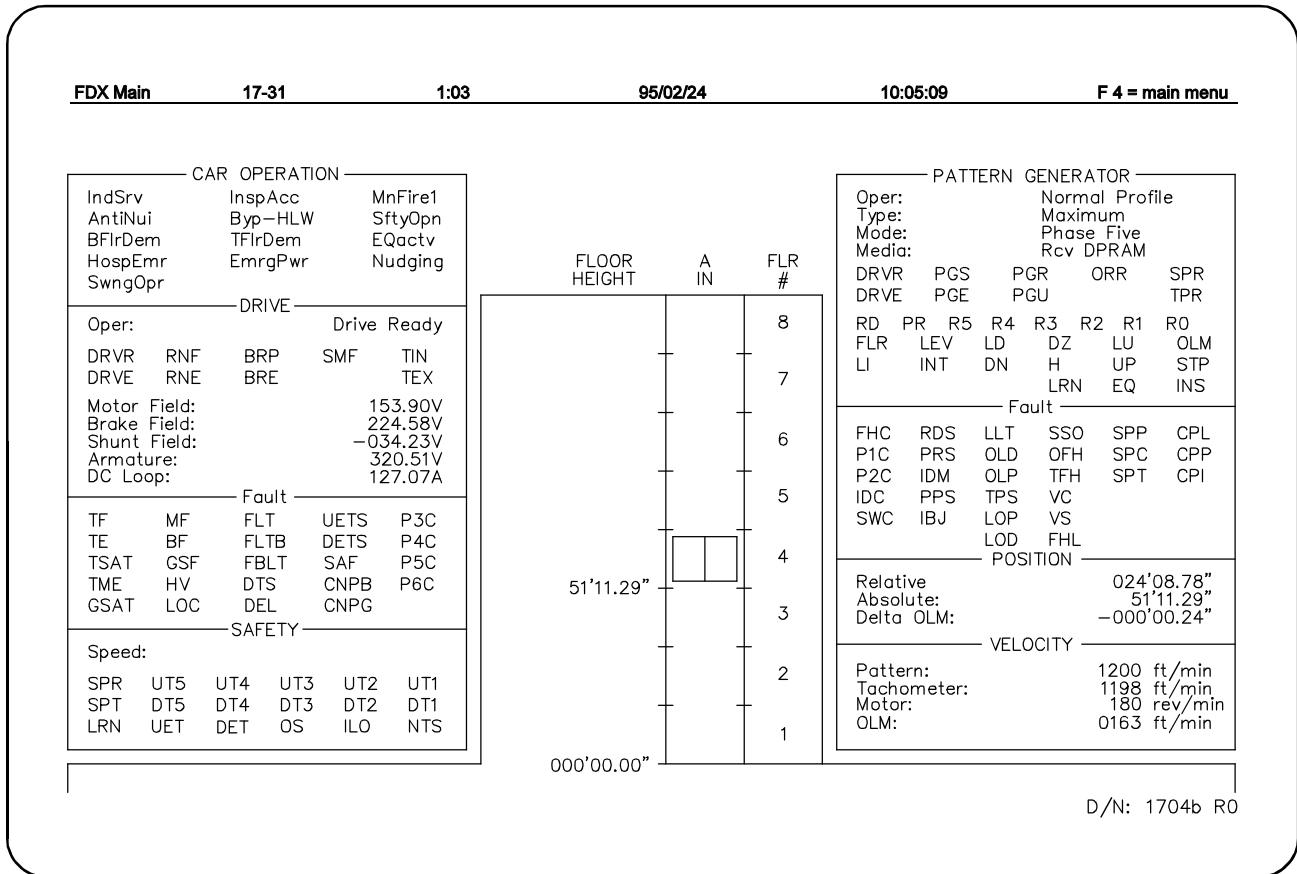 FDX Main 17-31 1:03 95/02/24 10:05:09 F 4 = main menu
CAR OPERATION
IndSrv InspAcc MnFire1
AntiNui Byp-HLW SftyOpn
BFlrDem TFlrDem EQactv
HospEmr EmrgPwr Nudging
SwngOpr
DRIVE
Oper: Drive Ready
DRVR RNF BRP SMF TIN
DRVE RNE BRE TEX
Motor Field: 153.90V
Brake Field: 224.58V
Shunt Field: -034.23V
Armature: 320.51V
DC Loop: 127.07A
Fault
TF MF FLT UETS P3C
TE BF FLTB DETS P4C
TSAT GSF FBLT SAF P5C
TME HV DTS CNPB P6C
GSAT LOC DEL CNPG
SAFETY
Speed:
SPR UT5 UT4 UT3 UT2 UT1
SPT DT5 DT4 DT3 DT2 DT1
LRN UET DET OS ILO NTS
FLOOR HEIGHT
A IN
FLR #
8
7
6
5
4
51'11.29"
3
2
1
000'00.00"
PATTERN GENERATOR
Oper: Normal Profile
Type: Maximum
Mode: Phase Five
Media: Rcv DPRAM
DRVR PGS PGR ORR SPR
DRVE PGE PGU TPR
RD PR R5 R4 R3 R2 R1 R0
FLR LEV LD DZ LU OLM
LI INT DN H UP STP
LRN EQ INS
Fault
FHC RDS LLT SSO SPP CPL
P1C PRS OLD OFH SPC CPP
P2C IDM OLP TFH SPT CPI
IDC PPS TPS VC
SWC IBJ LOP VS
LOD FHL
POSITION
Relative 024'08.78"
Absolute: 51'11.29"
Delta OLM: -000'00.24"
VELOCITY
Pattern: 1200 ft/min
Tachometer: 1198 ft/min
Motor: 180 rev/min
OLM: 0163 ft/min
D/N: 1704b R0